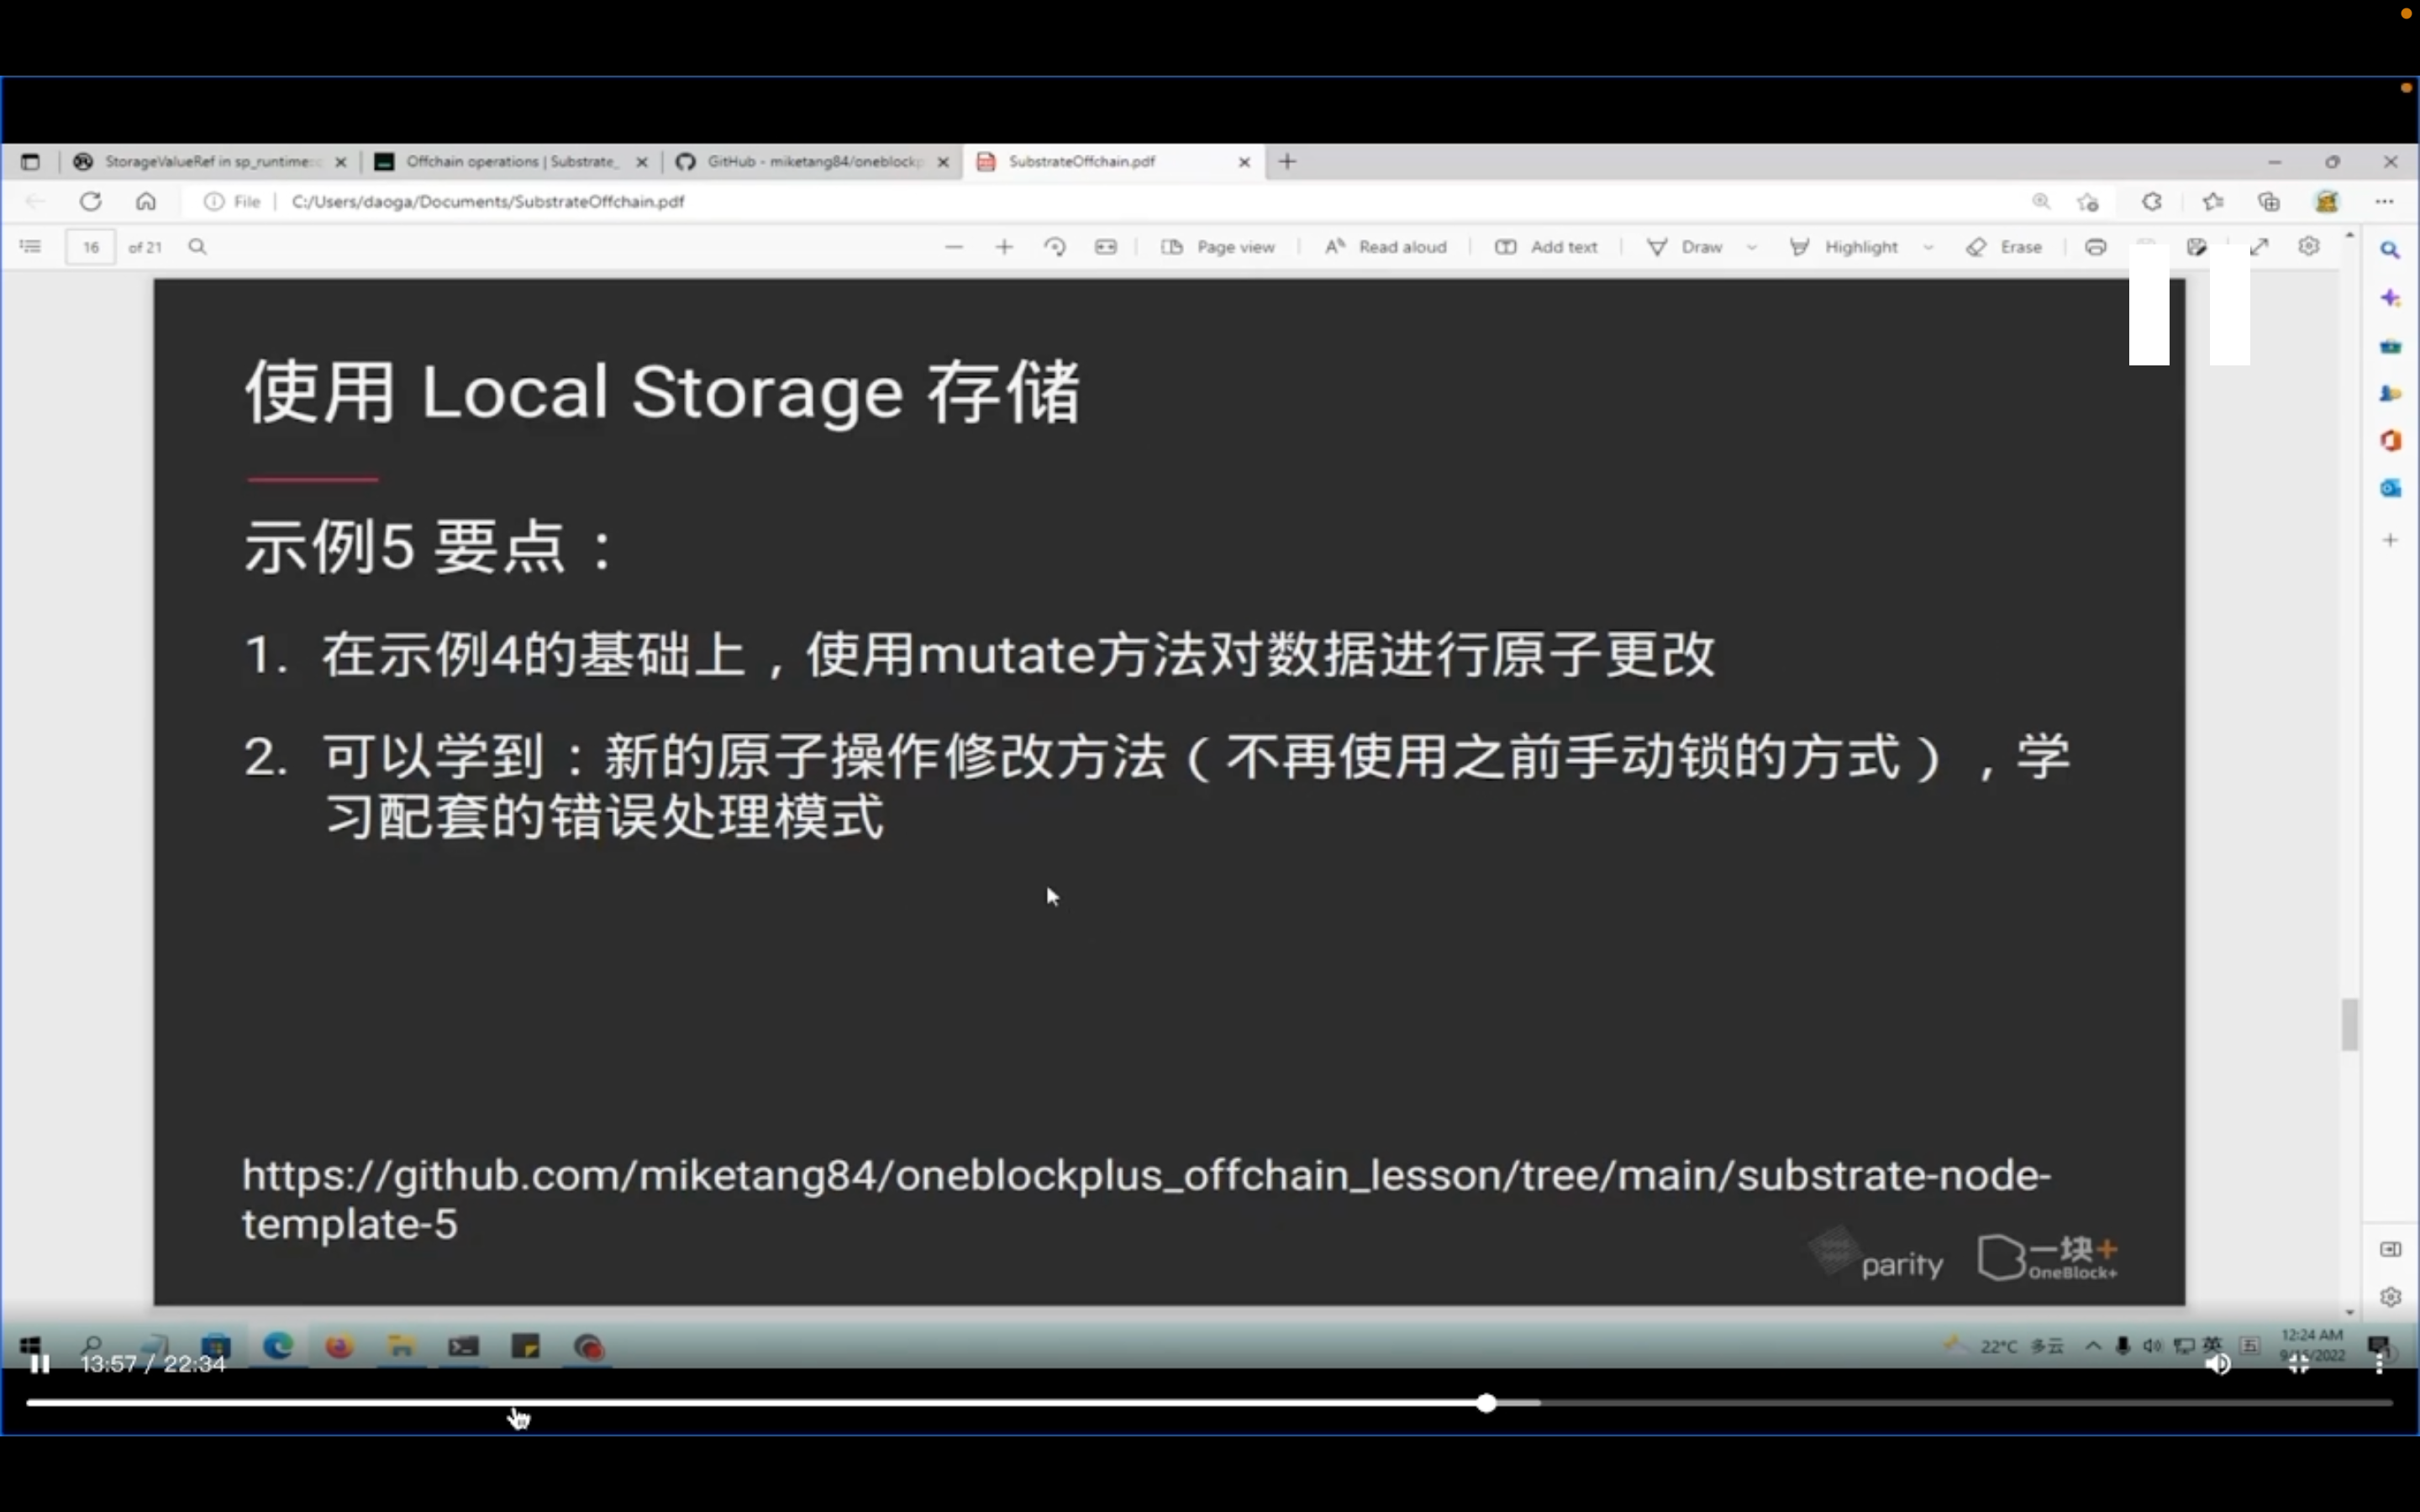 StorageValueRef in sp_runtime::
Offchain operations | Substrate_
GitHub - miketang84/oneblockp
SubstrateOffchain.pdf
File
C:/Users/daoga/Documents/SubstrateOffchain.pdf
16
of 21
Page view
Read aloud
Add text
Draw
Highlight
Erase
使用 Local Storage 存储
示例5 要点：
1. 在示例4的基础上，使用mutate方法对数据进行原子更改
2. 可以学到：新的原子操作修改方法（不再使用之前手动锁的方式），学
习配套的错误处理模式
https://github.com/miketang84/oneblockplus_offchain_lesson/tree/main/substrate-node-
template-5
parity
一块+
OneBlock+
22°C 多云
英
五
12:24 AM
13:57 / 22:34